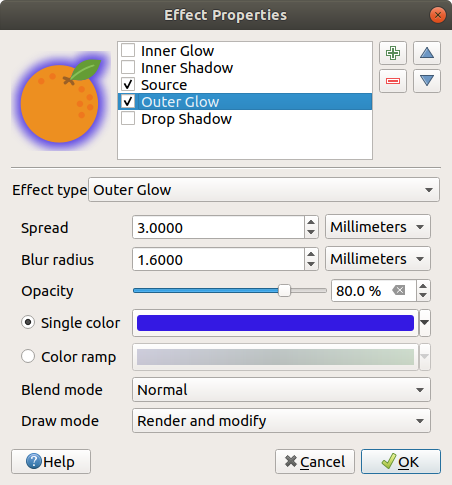 Effect Properties
Inner Glow
Inner Shadow
Source
Outer Glow
Drop Shadow
Effect type Outer Glow
Spread 3.0000 Millimeters
Blur radius 1.6000 Millimeters
Opacity 80.0 %
Single color
Color ramp
Blend mode Normal
Draw mode Render and modify
Help Cancel OK